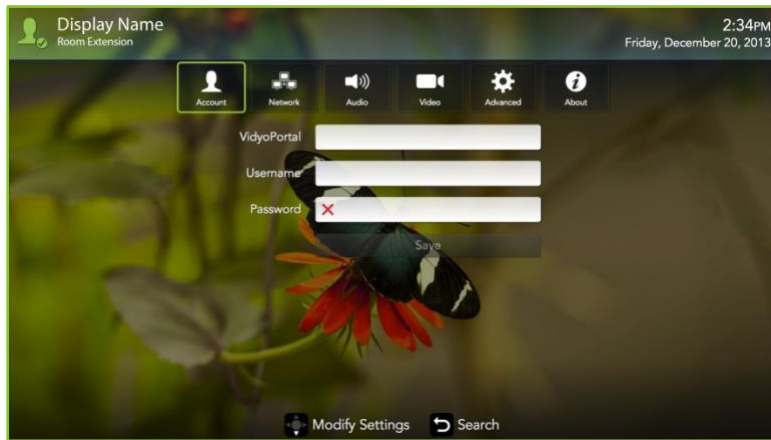 Display Name
Room Extension
2:34PM
Friday, December 20, 2013
Account Network Audio Video Advanced About
VidyoPortal
Username
Password
Save
Modify Settings Search